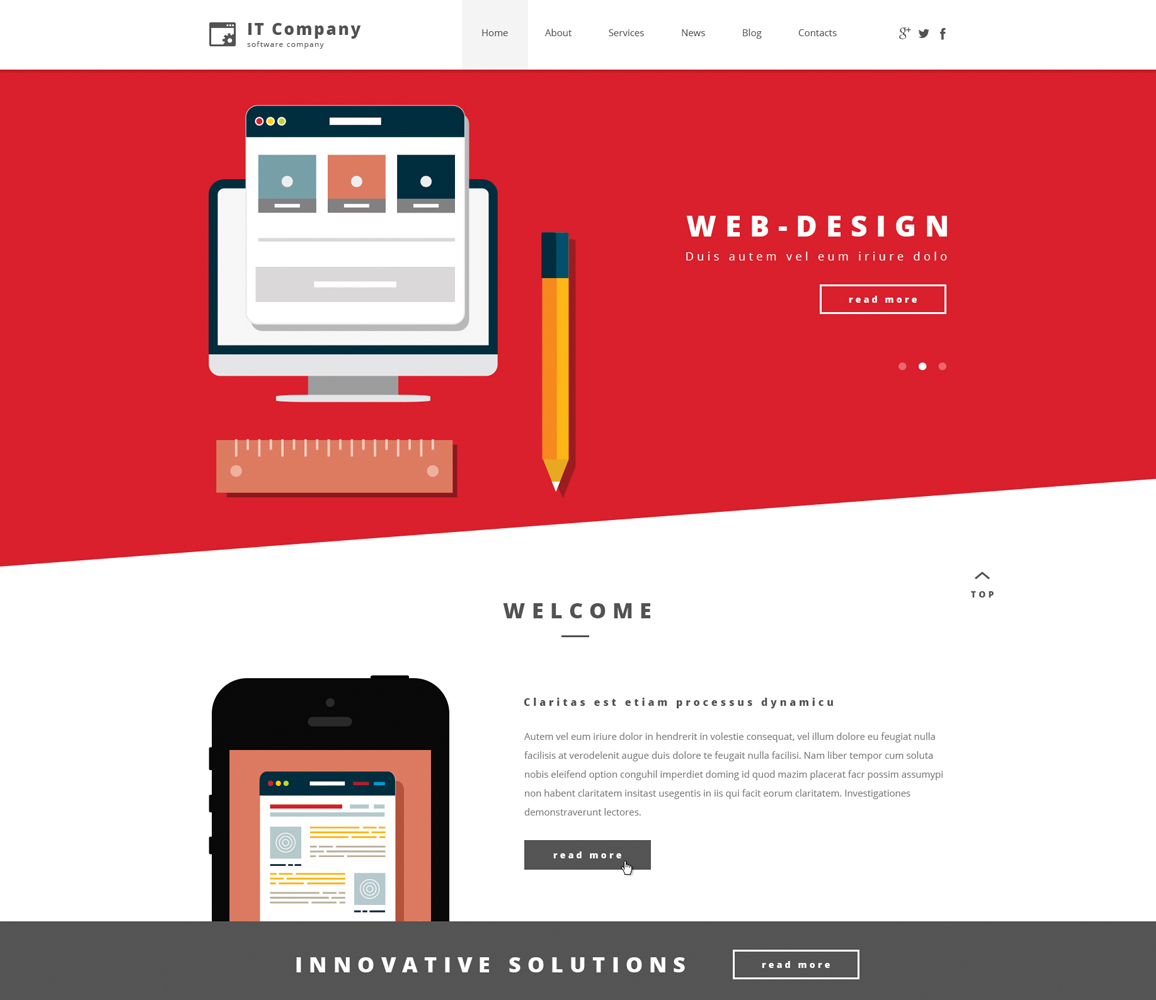 IT Company
software company
Home About Services News Blog Contacts
WEB-DESIGN
Duis autem vel eum iriure dolo
read more
TOP
WELCOME
Claritas est etiam processus dynamicu
Autem vel eum iriure dolor in hendrerit in volestie consequat, vel illum dolore eu feugiat nulla
facilisis at verodelenit augue duis dolore te feugait nulla facilisi. Nam liber tempor cum soluta
nobis eleifend option conguhil imperdiet doming id quod mazim placerat facr possim assumypi
non habent claritatem insitast usegentis in iis qui facit eorum claritatem. Investigationes
demonstraverunt lectores.
read more
INNOVATIVE SOLUTIONS
read more